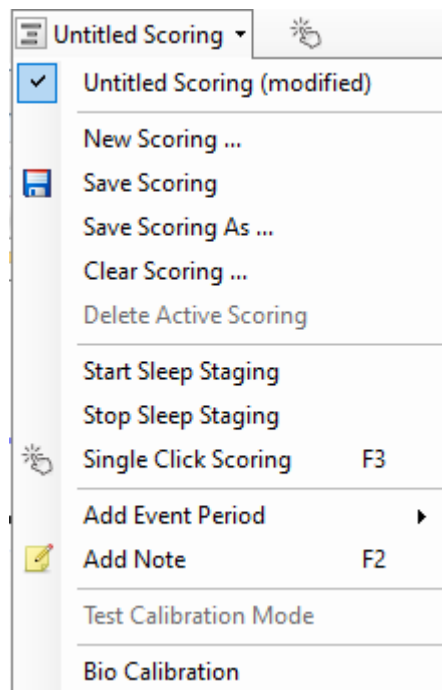 Untitled Scoring
Untitled Scoring (modified)
New Scoring ...
Save Scoring
Save Scoring As ...
Clear Scoring ...
Delete Active Scoring
Start Sleep Staging
Stop Sleep Staging
Single Click Scoring F3
Add Event Period
Add Note F2
Test Calibration Mode
Bio Calibration